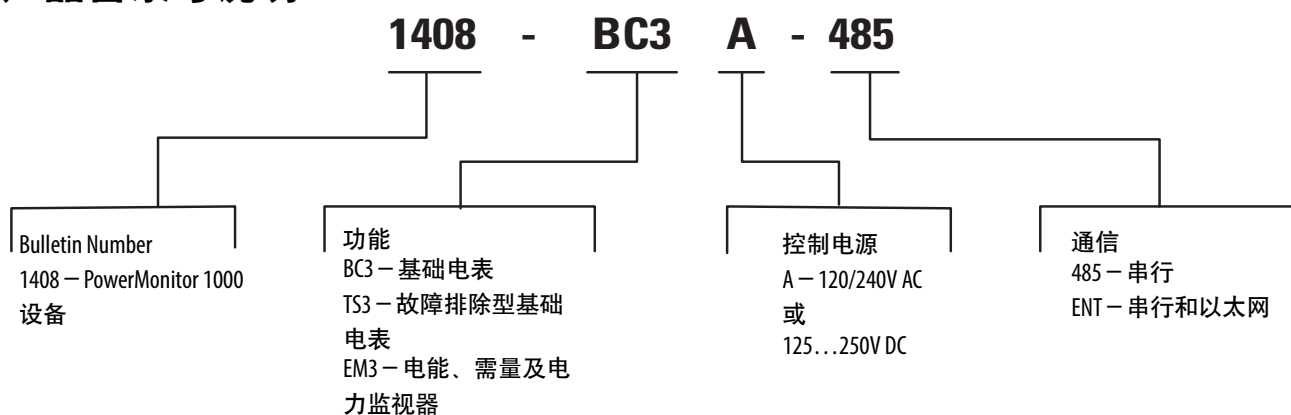 1408 - BC3 A - 485
Bulletin Number
1408 – PowerMonitor 1000
设备
功能
BC3 – 基础电表
TS3 – 故障排除型基础
电表
EM3 – 电能、需量及电
力监视器
控制电源
A – 120/240V AC
或
125…250V DC
通信
485 – 串行
ENT – 串行和以太网